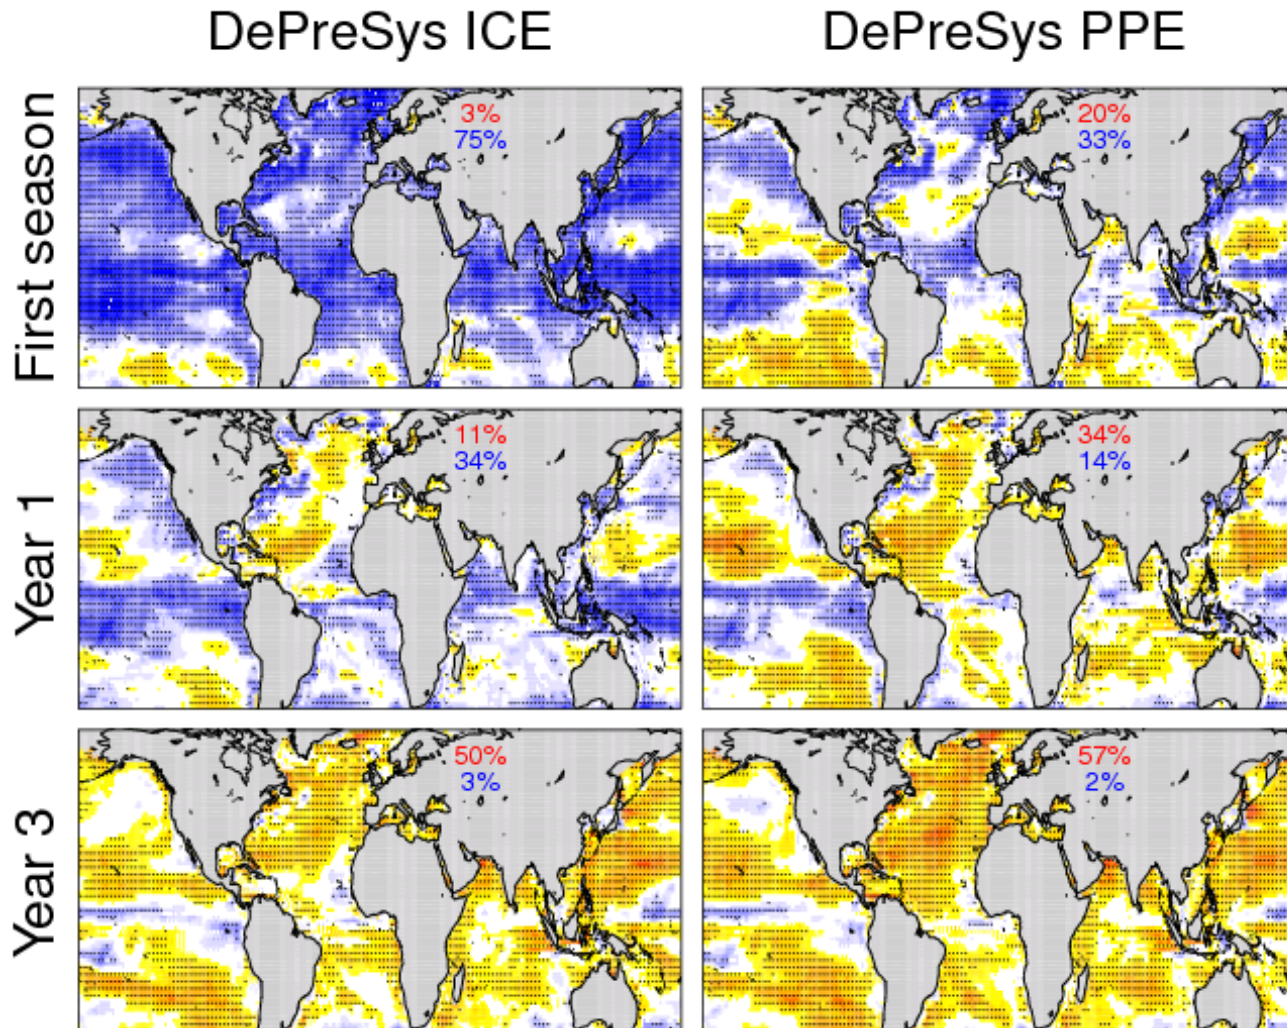 DePreSys ICE
DePreSys PPE
First season
3%
75%
20%
33%
Year 1
11%
34%
34%
14%
Year 3
50%
3%
57%
2%